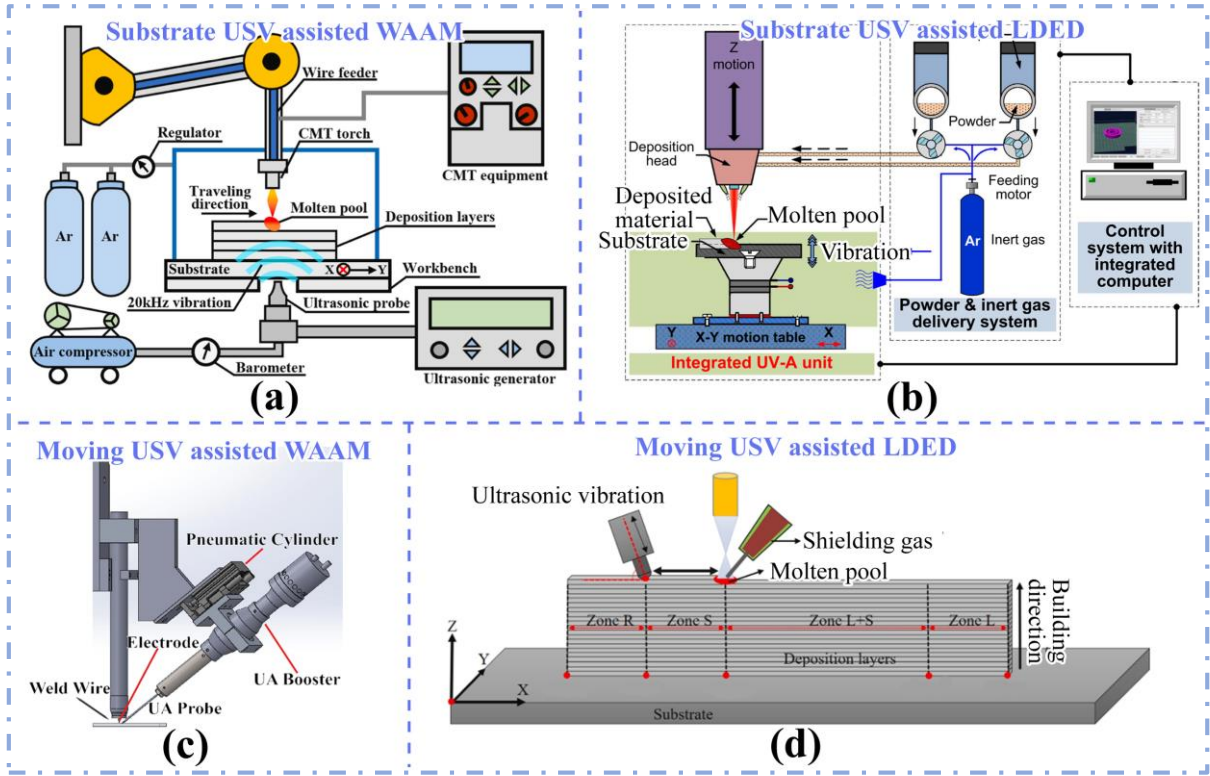 Substrate USV assisted WAAM
Wire feeder
Regulator
CMT torch
CMT equipment
Traveling
direction
Molten pool
Ar
Ar
Deposition layers
Substrate
X
Y
Workbench
20kHz vibration
Ultrasonic probe
Air compressor
Barometer
Ultrasonic generator
(a)
Substrate USV assisted LDED
Z
motion
Powder
Deposition
head
Feeding
motor
Deposited
material
Molten pool
Substrate
Vibration
Ar
Inert gas
Control
system with
integrated
computer
Powder & inert gas
delivery system
Y
X-Y motion table
X
Integrated UV-A unit
(b)
Moving USV assisted WAAM
Pneumatic Cylinder
Electrode
UA Booster
Weld Wire
UA Probe
(c)
Moving USV assisted LDED
Ultrasonic vibration
Shielding gas
Molten pool
Building
direction
Zone R
Zone S
Zone L+S
Zone L
Z
Y
X
Deposition layers
Substrate
(d)